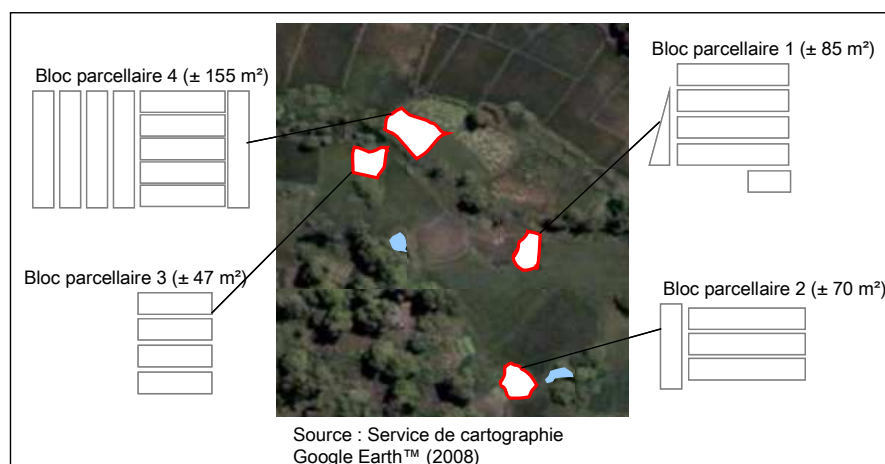 Bloc parcellaire 1 (± 85 m²)
Bloc parcellaire 4 (± 155 m²)
Bloc parcellaire 3 (± 47 m²)
Bloc parcellaire 2 (± 70 m²)
Source : Service de cartographie
Google Earth™ (2008)